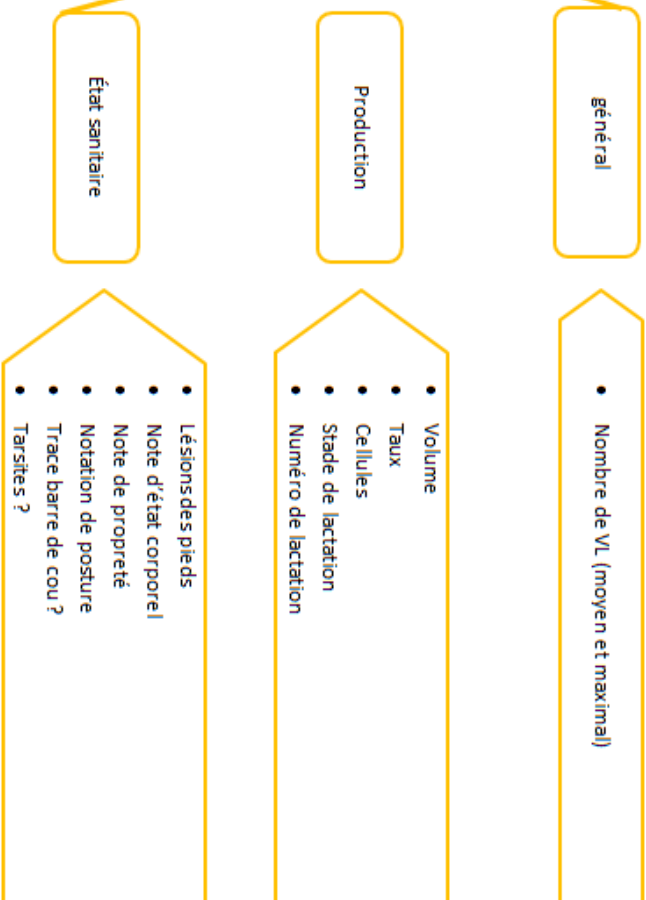 général
Nombre de VL (moyen et maximal)
Production
Volume
Taux
Cellules
Stade de lactation
Numéro de lactation
État sanitaire
Lésions des pieds
Note d'état corporel
Note de propreté
Notation de posture
Trace barre de cou ?
Tarsites ?